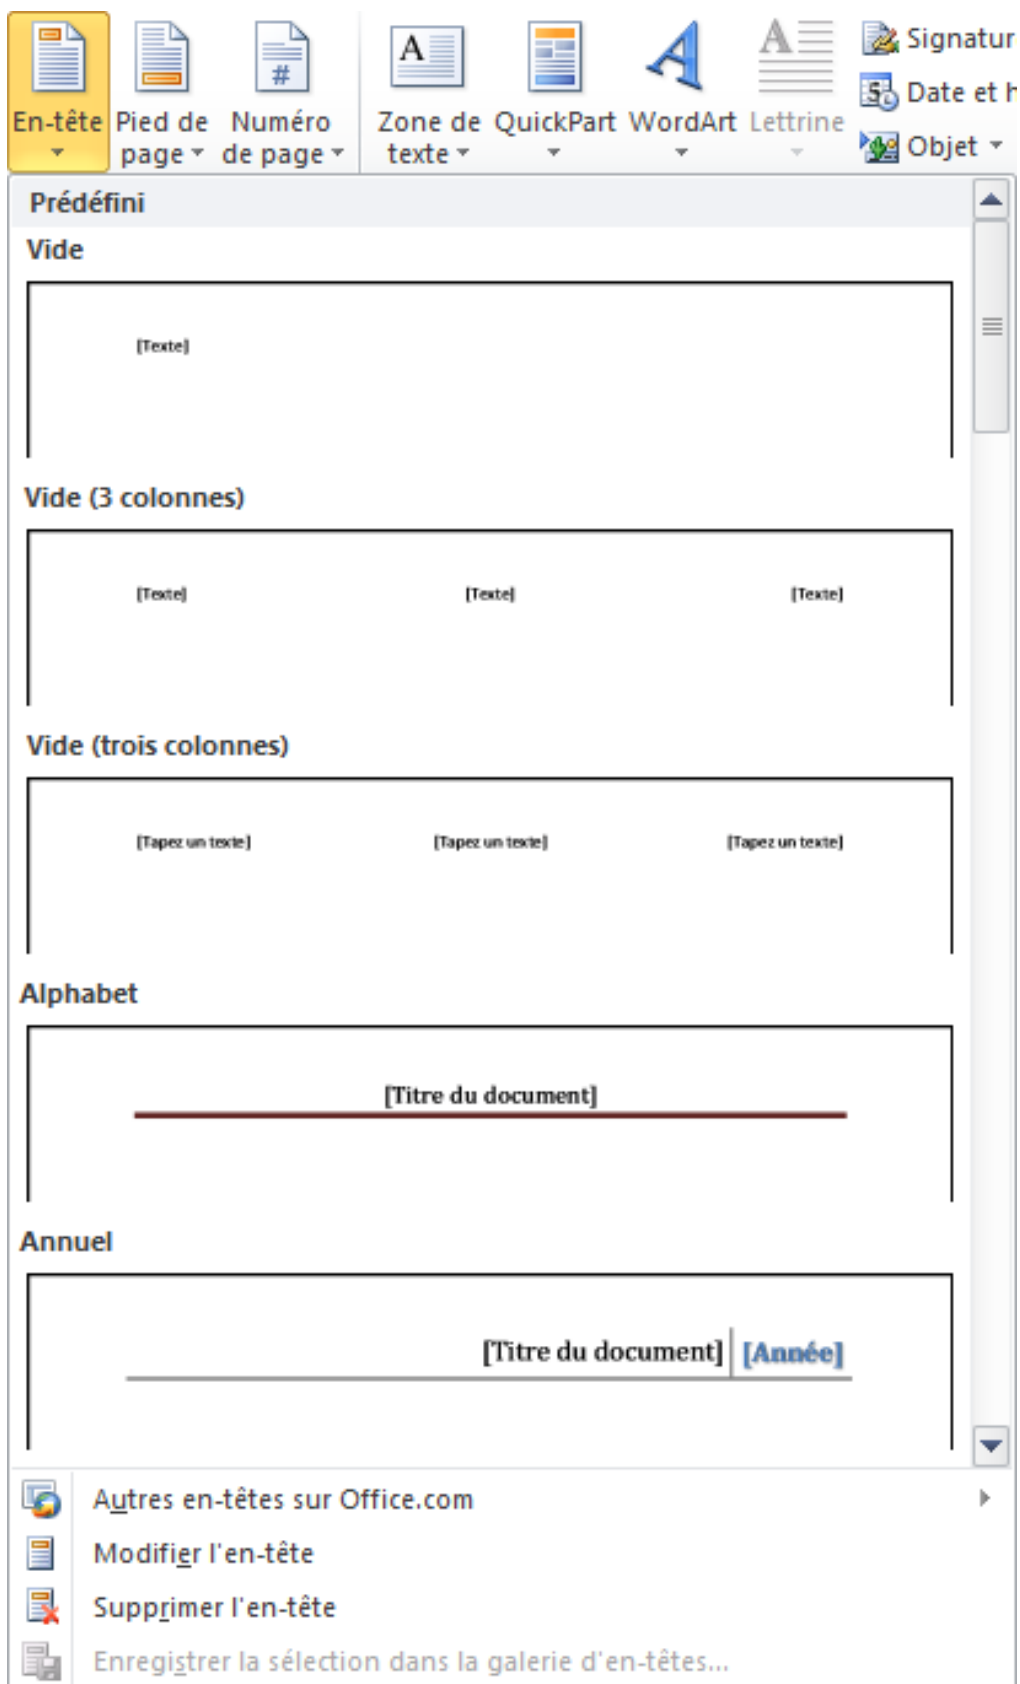 En-tête Pied de page Numéro de page Zone de texte QuickPart WordArt Lettrine
Signatur
Date et h
Objet
Prédéfini
Vide
[Texte]
Vide (3 colonnes)
[Texte] [Texte] [Texte]
Vide (trois colonnes)
[Tapez un texte] [Tapez un texte] [Tapez un texte]
Alphabet
[Titre du document]
Annuel
[Titre du document] [Année]
Autres en-têtes sur Office.com
Modifier l'en-tête
Supprimer l'en-tête
Enregistrer la sélection dans la galerie d'en-têtes...